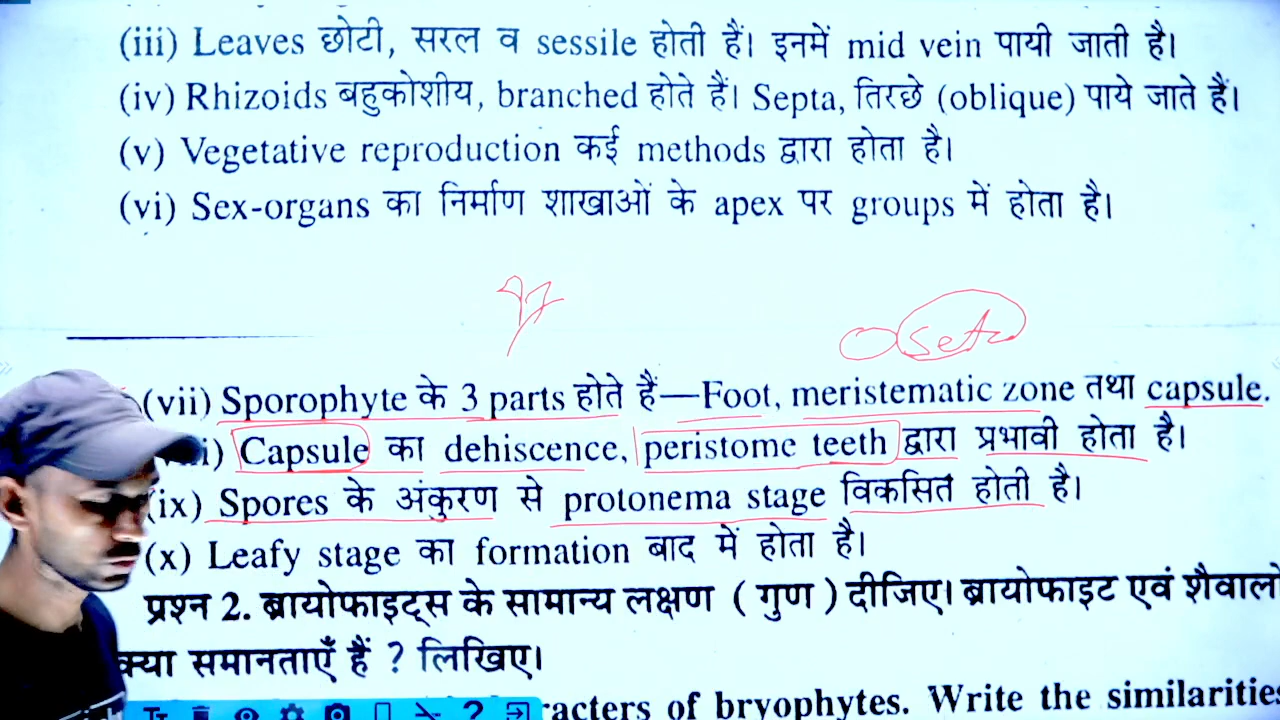 (iii) Leaves छोटी, सरल व sessile होती हैं। इनमें mid vein पायी जाती है।
(iv) Rhizoids बहुकोशीय, branched होते हैं। Septa, तिरछे (oblique) पाये जाते हैं।
(v) Vegetative reproduction कई methods द्वारा होता है।
(vi) Sex-organs का निर्माण शाखाओं के apex पर groups में होता है।
seta
(vii) Sporophyte के 3 parts होते हैं—Foot, meristematic zone तथा capsule.
i) Capsule का dehiscence, peristome teeth द्वारा प्रभावी होता है।
(ix) Spores के अंकुरण से protonema stage विकसित होती है।
(x) Leafy stage का formation बाद में होता है।
प्रश्न 2. ब्रायोफाइट्स के सामान्य लक्षण ( गुण ) दीजिए। ब्रायोफाइट एवं शैवालों
क्या समानताएँ हैं ? लिखिए।
racters of bryophytes. Write the similarities